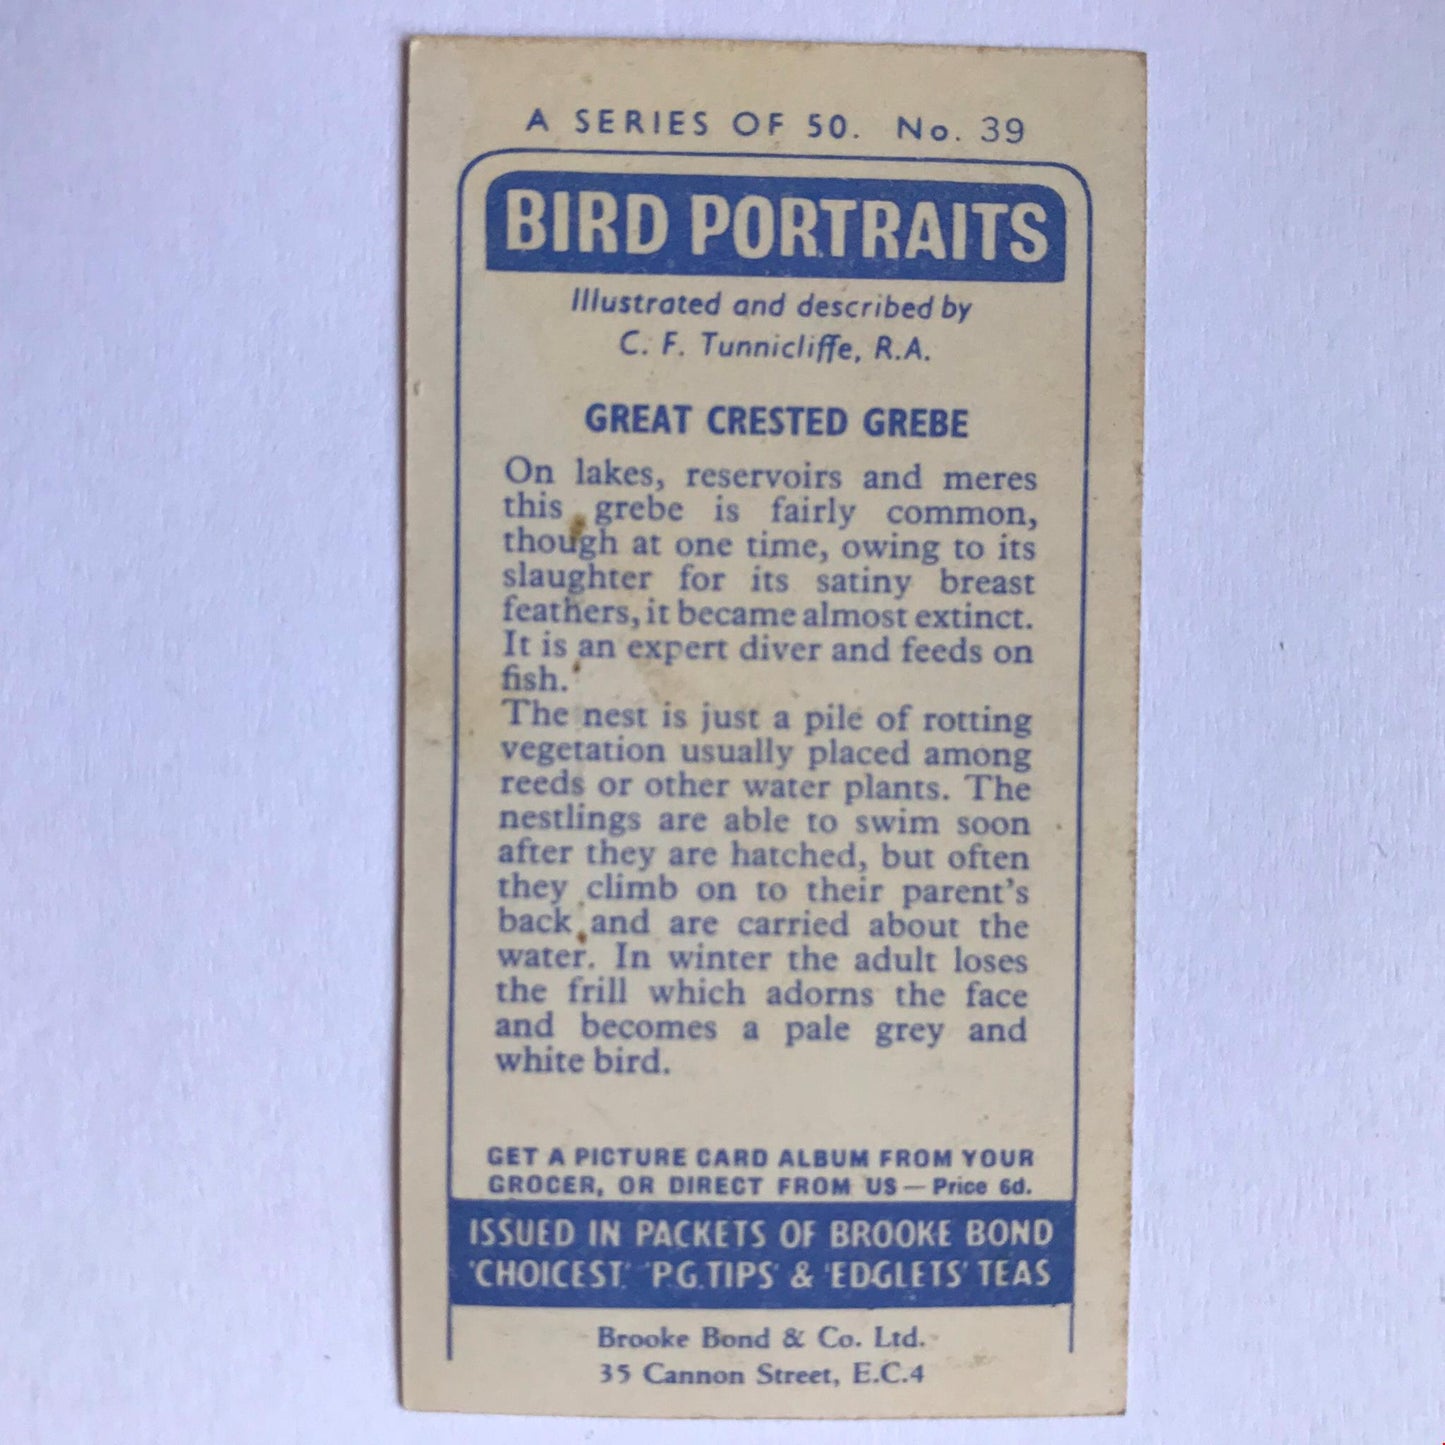 A SERIES OF 50. No. 39
BIRD PORTRAITS
Illustrated and described by
C. F. Tunnicliffe, R.A.
GREAT CRESTED GREBE
On lakes, reservoirs and meres
this grebe is fairly common,
though at one time, owing to its
slaughter for its satiny breast
feathers, it became almost extinct.
It is an expert diver and feeds on
fish.
The nest is just a pile of rotting
vegetation usually placed among
reeds or other water plants. The
nestlings are able to swim soon
after they are hatched, but often
they climb on to their parent's
back and are carried about the
water. In winter the adult loses
the frill which adorns the face
and becomes a pale grey and
white bird.
GET A PICTURE CARD ALBUM FROM YOUR
GROCER, OR DIRECT FROM US — Price 6d.
ISSUED IN PACKETS OF BROOKE BOND
'CHOICEST,' 'P.G.TIPS' & 'EDGLETS' TEAS
Brooke Bond & Co. Ltd.
35 Cannon Street, E.C.4